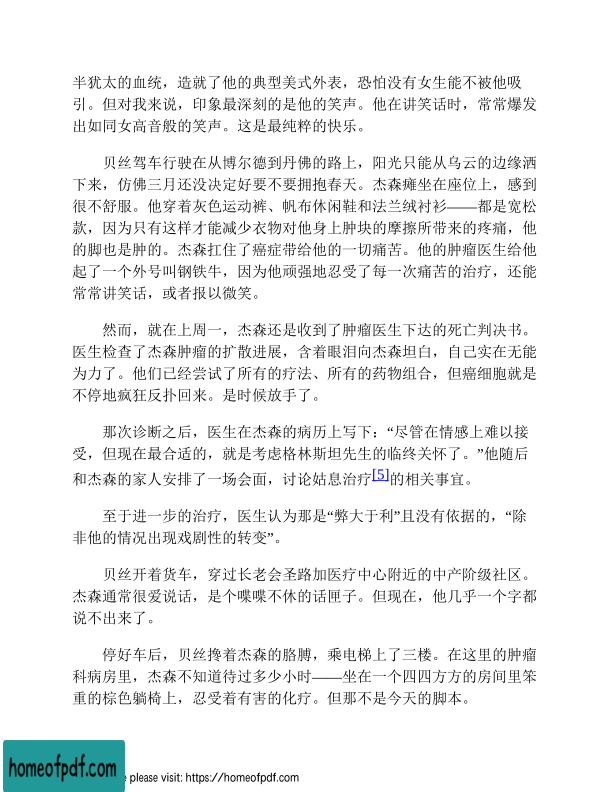 半犹太的血统，造就了他的典型美式外表，恐怕没有女生能不被他吸
引。但对我来说，印象最深刻的是他的笑声。他在讲笑话时，常常爆发
出如同女高音般的笑声。这是最纯粹的快乐。
贝丝驾车行驶在从博尔德到丹佛的路上，阳光只能从乌云的边缘洒
下来，仿佛三月还没决定好要不要拥抱春天。杰森瘫坐在座位上，感到
很不舒服。他穿着灰色运动裤、帆布休闲鞋和法兰绒衬衫——都是宽松
款，因为只有这样才能减少衣物对他身上肿块的摩擦所带来的疼痛，他
的脚也是肿的。杰森扛住了癌症带给他的一切痛苦。他的肿瘤医生给他
起了一个外号叫钢铁牛，因为他顽强地忍受了每一次痛苦的治疗，还能
常常讲笑话，或者报以微笑。
然而，就在上周一，杰森还是收到了肿瘤医生下达的死亡判决书。
医生检查了杰森肿瘤的扩散进展，含着眼泪向杰森坦白，自己实在无能
为力了。他们已经尝试了所有的疗法、所有的药物组合，但癌细胞就是
不停地疯狂反扑回来。是时候放手了。
那次诊断之后，医生在杰森的病历上写下：“尽管在情感上难以接
受，但现在最合适的，就是考虑格林斯坦先生的临终关怀了。”他随后
和杰森的家人安排了一场会面，讨论姑息治疗[5]的相关事宜。
至于进一步的治疗，医生认为那是“弊大于利”且没有依据的，“除
非他的情况出现戏剧性的转变”。
贝丝开着货车，穿过长老会圣路加医疗中心附近的中产阶级社区。
杰森通常很爱说话，是个喋喋不休的话匣子。但现在，他几乎一个字都
说不出来了。
停好车后，贝丝搀着杰森的胳膊，乘电梯上了三楼。在这里的肿瘤
科病房里，杰森不知道待过多少小时——坐在一个四四方方的房间里笨
重的棕色躺椅上，忍受着有害的化疗。但那不是今天的脚本。
homeofpdf.com
e please visit: https://homeofpdf.com